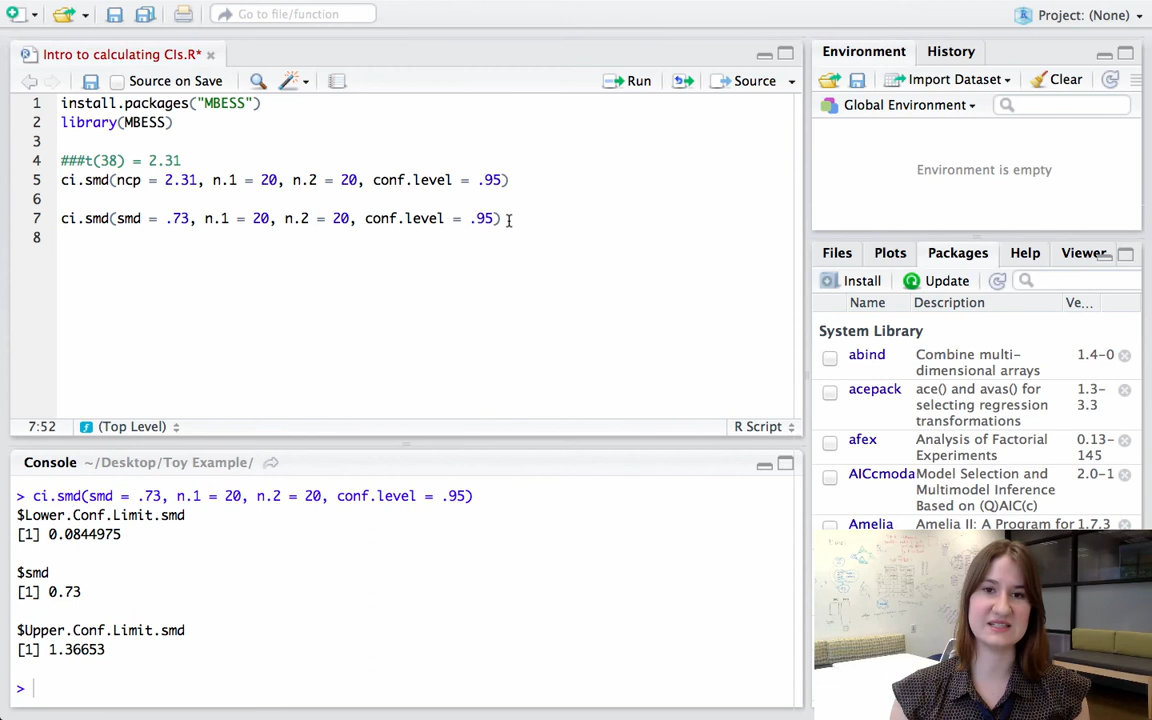 Go to file/function
Project: (None)
Intro to calculating CIs.R*
Source on Save
Run
Source
1 install.packages("MBESS")
2 library(MBESS)
3
4 ###t(38) = 2.31
5 ci.smd(ncp = 2.31, n.1 = 20, n.2 = 20, conf.level = .95)
6
7 ci.smd(smd = .73, n.1 = 20, n.2 = 20, conf.level = .95)
8
7:52 (Top Level) R Script
Console ~/Desktop/Toy Example/
> ci.smd(smd = .73, n.1 = 20, n.2 = 20, conf.level = .95)
$Lower.Conf.Limit.smd
[1] 0.0844975
$smd
[1] 0.73
$Upper.Conf.Limit.smd
[1] 1.36653
>
Environment History
Import Dataset Clear
Global Environment
Environment is empty
Files Plots Packages Help Viewer
Install Update
Name Description Ve...
System Library
abind Combine multi- 1.4-0
dimensional arrays
acepack ace() and avas() for 1.3-
selecting regression 3.3
transformations
afex Analysis of Factorial 0.13-
Experiments 145
AICcmoda Model Selection and 2.0-1
Multimodel Inference
Based on (Q)AIC(c)
Amelia Amelia II: A Program for 1.7.3